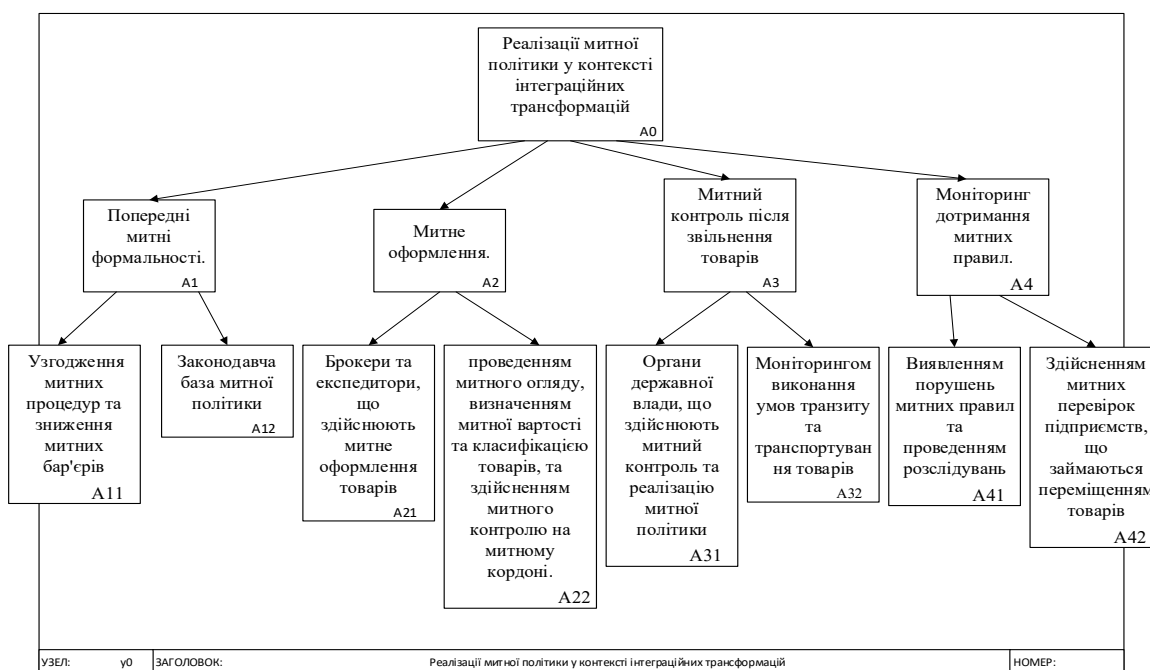 Реалізації митної
політики у контексті
інтеграційних
трансформацій
A0
Попередні
митні
формальності.
A1
Митне
оформлення.
A2
Митний
контроль після
звільнення
товарів
A3
Моніторинг
дотримання
митних
правил.
A4
Узгодження
митних
процедур та
зниження
митних
бар'єрів
A11
Законодавча
база митної
політики
A12
Брокери та
експедитори,
що
здійснюють
митне
оформлення
товарів
A21
проведенням
митного огляду,
визначенням
митної вартості
та класифікацією
товарів, та
здійсненням
митного
контролю на
митному
кордоні.
A22
Органи
державної
влади, що
здійснюють
митний
контроль та
реалізацію
митної
політики
A31
Моніторингом
виконання
умов транзиту
та
транспортуван
ня товарів
A32
Виявленням
порушень
митних правил
та
проведенням
розслідувань
A41
Здійсненням
митних
перевірок
підприємств,
що
займаються
переміщенням
товарів
A42
УЗЕЛ: у0 ЗАГОЛОВОК: Реалізації митної політики у контексті інтеграційних трансформацій НОМЕР: